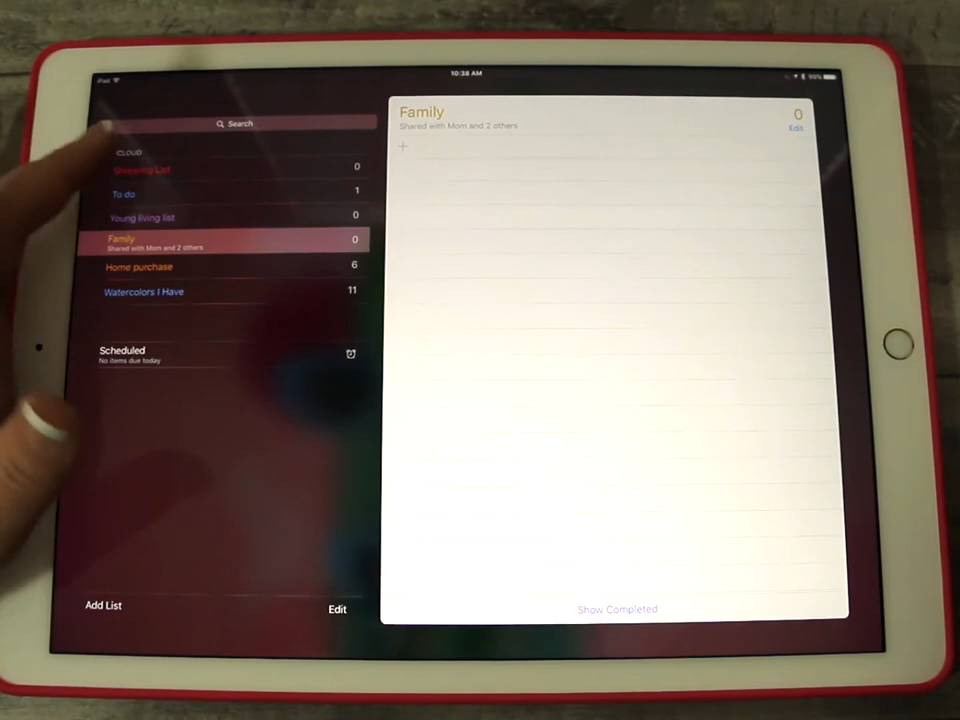 iPad
10:38 AM
99%
Search
CLOUD
Shopping List 0
To do 1
Young living list 0
Family 0
Shared with Mom and 2 others
Home purchase 6
Watercolors I Have 11
Scheduled
No items due today
Add List
Edit
Family 0
Shared with Mom and 2 others
Edit
+
Show Completed